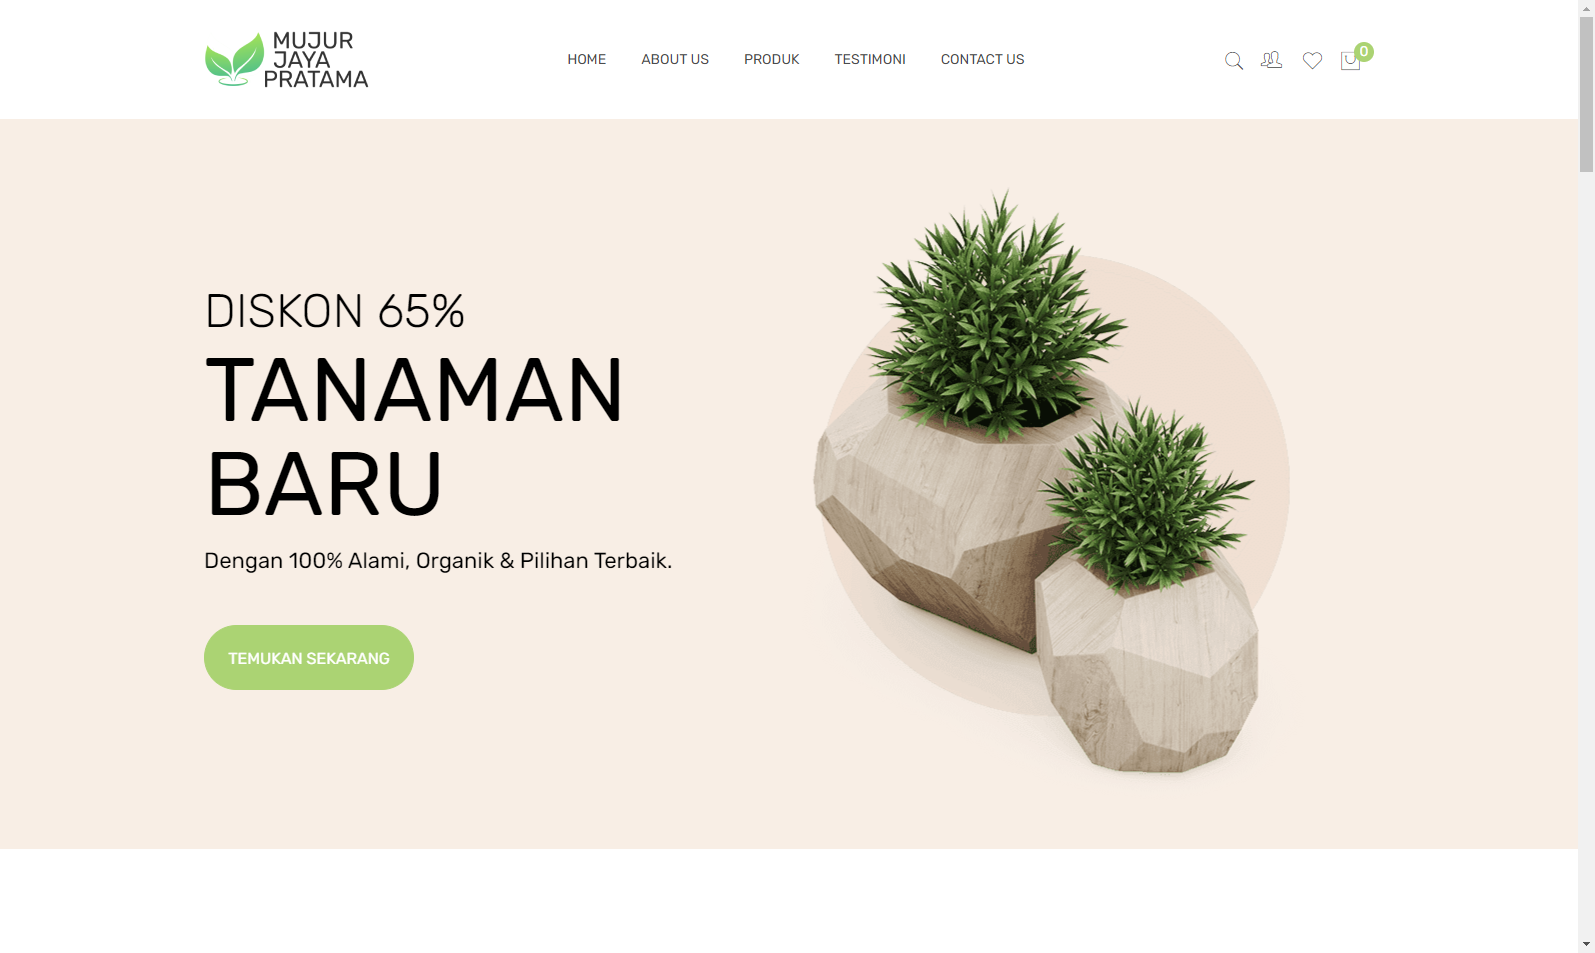 MUJUR
JAYA
PRATAMA
HOME
ABOUT US
PRODUK
TESTIMONI
CONTACT US
0
DISKON 65%
TANAMAN
BARU
Dengan 100% Alami, Organik & Pilihan Terbaik.
TEMUKAN SEKARANG